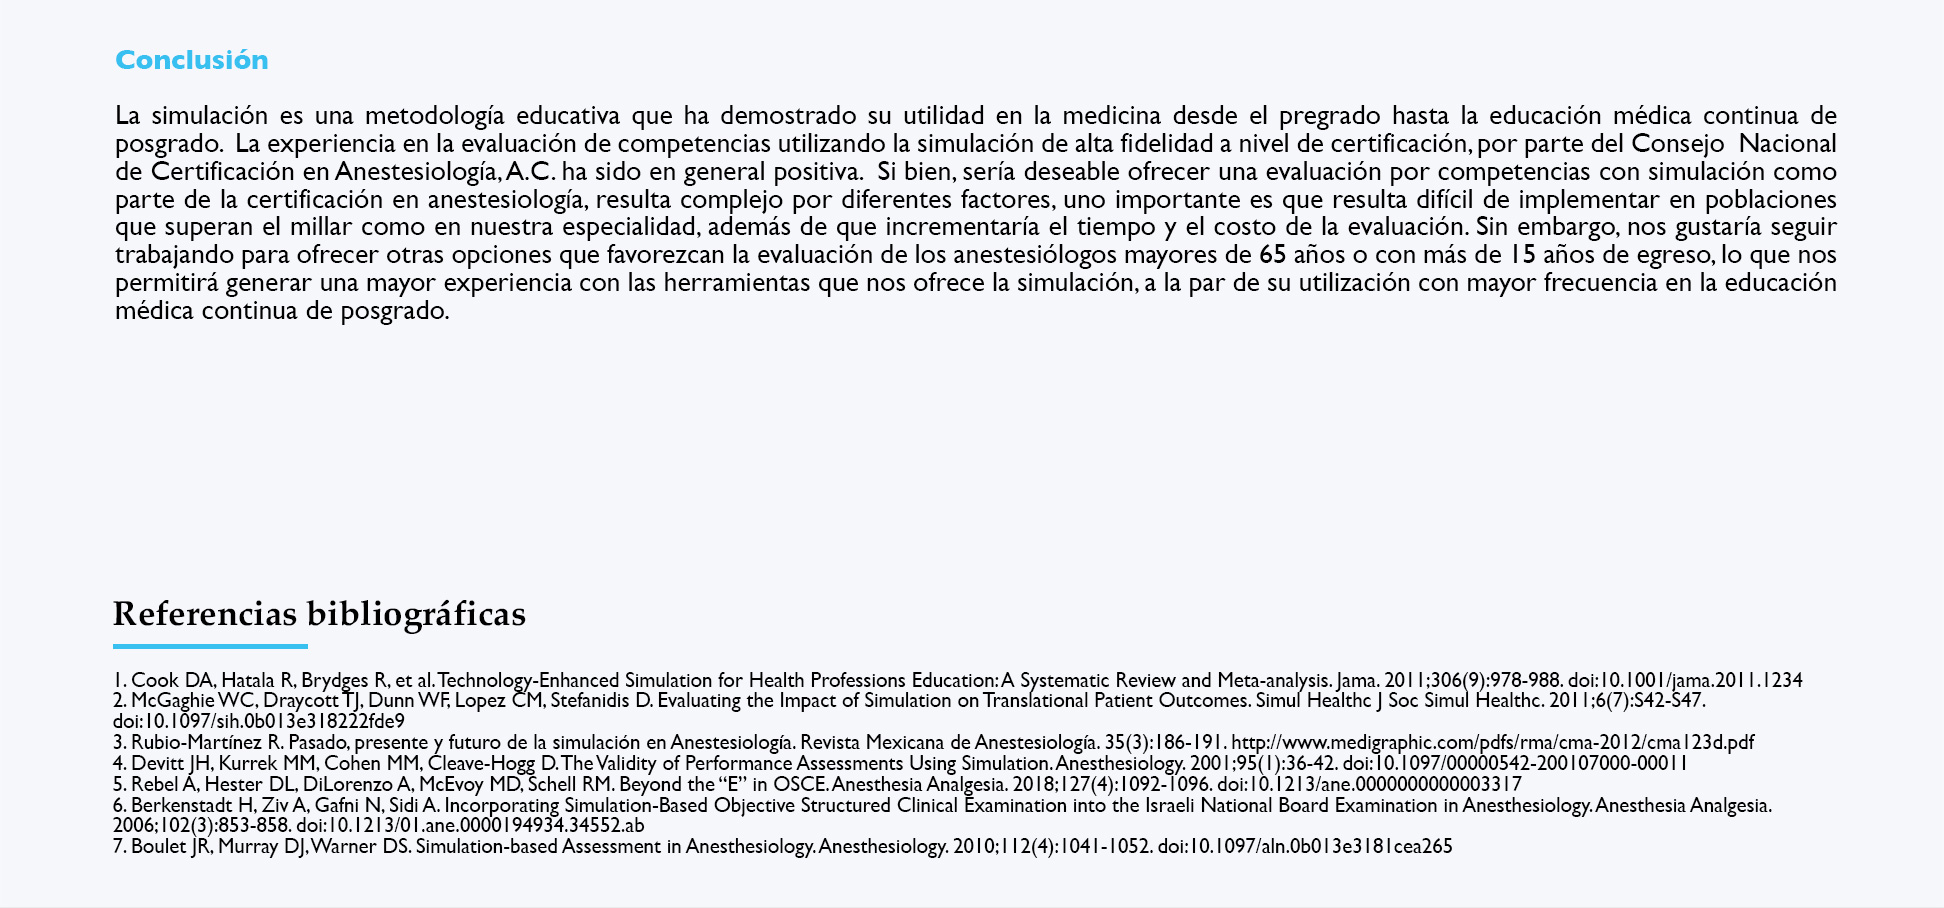 Conclusión
La simulación es una metodología educativa que ha demostrado su utilidad en la medicina desde el pregrado hasta la educación médica continua de
posgrado. La experiencia en la evaluación de competencias utilizando la simulación de alta fidelidad a nivel de certificación, por parte del Consejo Nacional
de Certificación en Anestesiología, A.C. ha sido en general positiva. Si bien, sería deseable ofrecer una evaluación por competencias con simulación como
parte de la certificación en anestesiología, resulta complejo por diferentes factores, uno importante es que resulta difícil de implementar en poblaciones
que superan el millar como en nuestra especialidad, además de que incrementaría el tiempo y el costo de la evaluación. Sin embargo, nos gustaría seguir
trabajando para ofrecer otras opciones que favorezcan la evaluación de los anestesiólogos mayores de 65 años o con más de 15 años de egreso, lo que nos
permitirá generar una mayor experiencia con las herramientas que nos ofrece la simulación, a la par de su utilización con mayor frecuencia en la educación
médica continua de posgrado.
Referencias bibliográficas
1. Cook DA, Hatala R, Brydges R, et al. Technology-Enhanced Simulation for Health Professions Education: A Systematic Review and Meta-analysis. Jama. 2011;306(9):978-988. doi:10.1001/jama.2011.1234
2. McGaghie WC, Draycott TJ, Dunn WF, Lopez CM, Stefanidis D. Evaluating the Impact of Simulation on Translational Patient Outcomes. Simul Healthc J Soc Simul Healthc. 2011;6(7):S42-S47.
doi:10.1097/sih.0b013e318222fde9
3. Rubio-Martínez R. Pasado, presente y futuro de la simulación en Anestesiología. Revista Mexicana de Anestesiología. 35(3):186-191. http://www.medigraphic.com/pdfs/rma/cma-2012/cma123d.pdf
4. Devitt JH, Kurrek MM, Cohen MM, Cleave-Hogg D. The Validity of Performance Assessments Using Simulation. Anesthesiology. 2001;95(1):36-42. doi:10.1097/00000542-200107000-00011
5. Rebel A, Hester DL, DiLorenzo A, McEvoy MD, Schell RM. Beyond the “E” in OSCE. Anesthesia Analgesia. 2018;127(4):1092-1096. doi:10.1213/ane.0000000000003317
6. Berkenstadt H, Ziv A, Gafni N, Sidi A. Incorporating Simulation-Based Objective Structured Clinical Examination into the Israeli National Board Examination in Anesthesiology. Anesthesia Analgesia.
2006;102(3):853-858. doi:10.1213/01.ane.0000194934.34552.ab
7. Boulet JR, Murray DJ, Warner DS. Simulation-based Assessment in Anesthesiology. Anesthesiology. 2010;112(4):1041-1052. doi:10.1097/aln.0b013e3181cea265